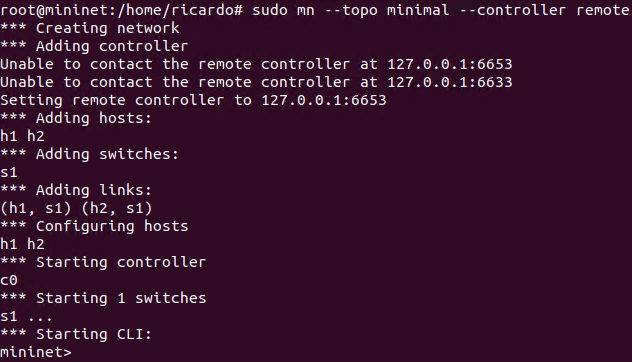 root@mininet:/home/ricardo# sudo mn --topo minimal --controller remote
*** Creating network
*** Adding controller
Unable to contact the remote controller at 127.0.0.1:6653
Unable to contact the remote controller at 127.0.0.1:6633
Setting remote controller to 127.0.0.1:6653
*** Adding hosts:
h1 h2
*** Adding switches:
s1
*** Adding links:
(h1, s1) (h2, s1)
*** Configuring hosts
h1 h2
*** Starting controller
c0
*** Starting 1 switches
s1 ...
*** Starting CLI:
mininet>